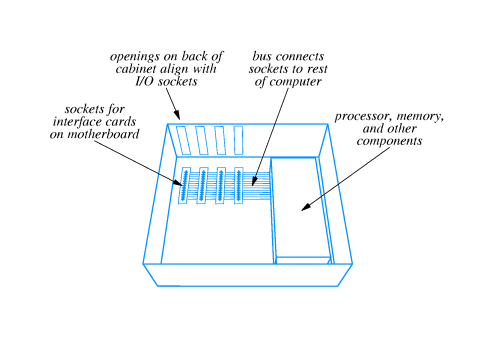 openings on back of
cabinet align with
I/O sockets
bus connects
sockets to rest
of computer
sockets for
interface cards
on motherboard
processor, memory,
and other
components